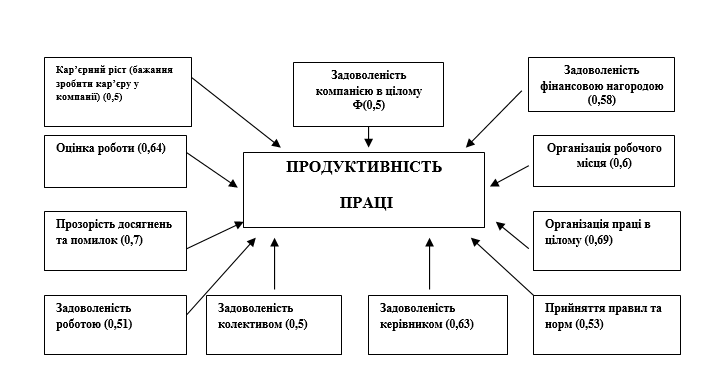 Кар’єрний ріст (бажання
зробити кар’єру у
компанії) (0,5)
Задоволеність
компанією в цілому
Ф(0,5)
Задоволеність
фінансовою нагородою
(0,58)
Оцінка роботи (0,64)
ПРОДУКТИВНІСТЬ
ПРАЦІ
Організація робочого
місця (0,6)
Прозорість досягнень
та помилок (0,7)
Організація праці в
цілому (0,69)
Задоволеність
роботою (0,51)
Задоволеність
колективом (0,5)
Задоволеність
керівником (0,63)
Прийняття правил та
норм (0,53)